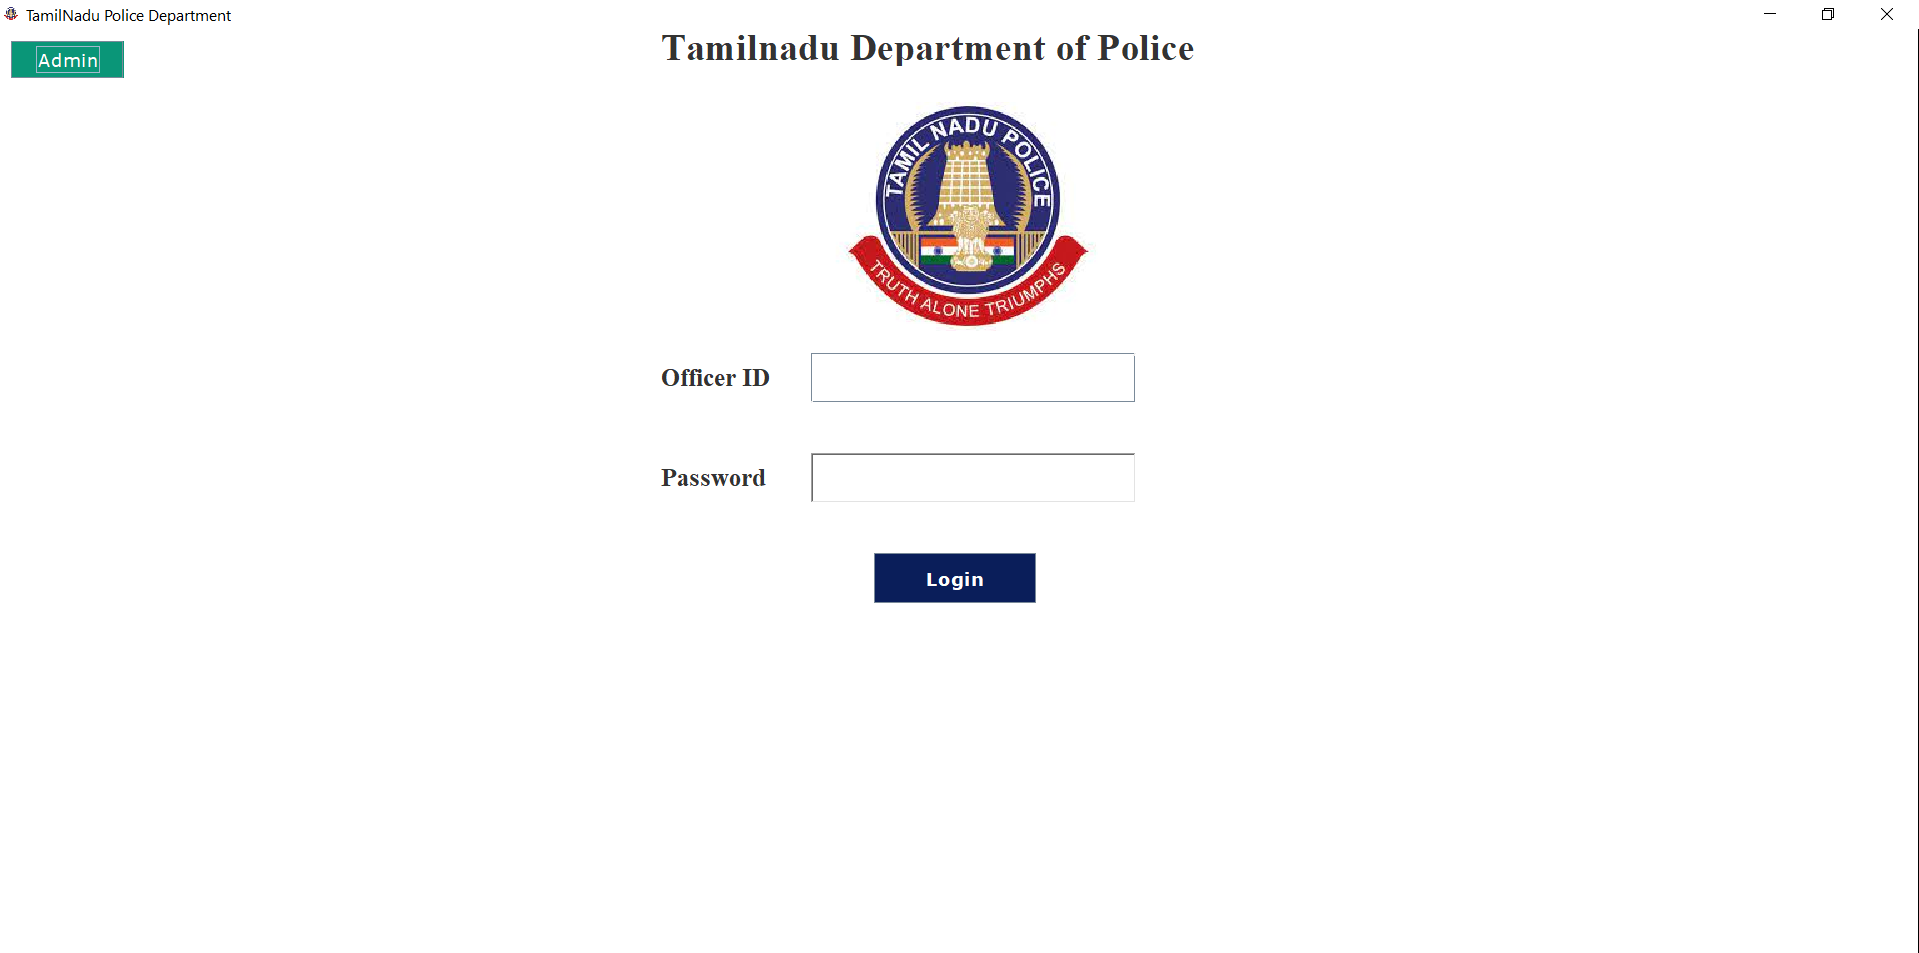 TamilNadu Police Department
Admin
Tamilnadu Department of Police
TAMIL NADU POLICE
TRUTH ALONE TRIUMPHS
Officer ID
Password
Login